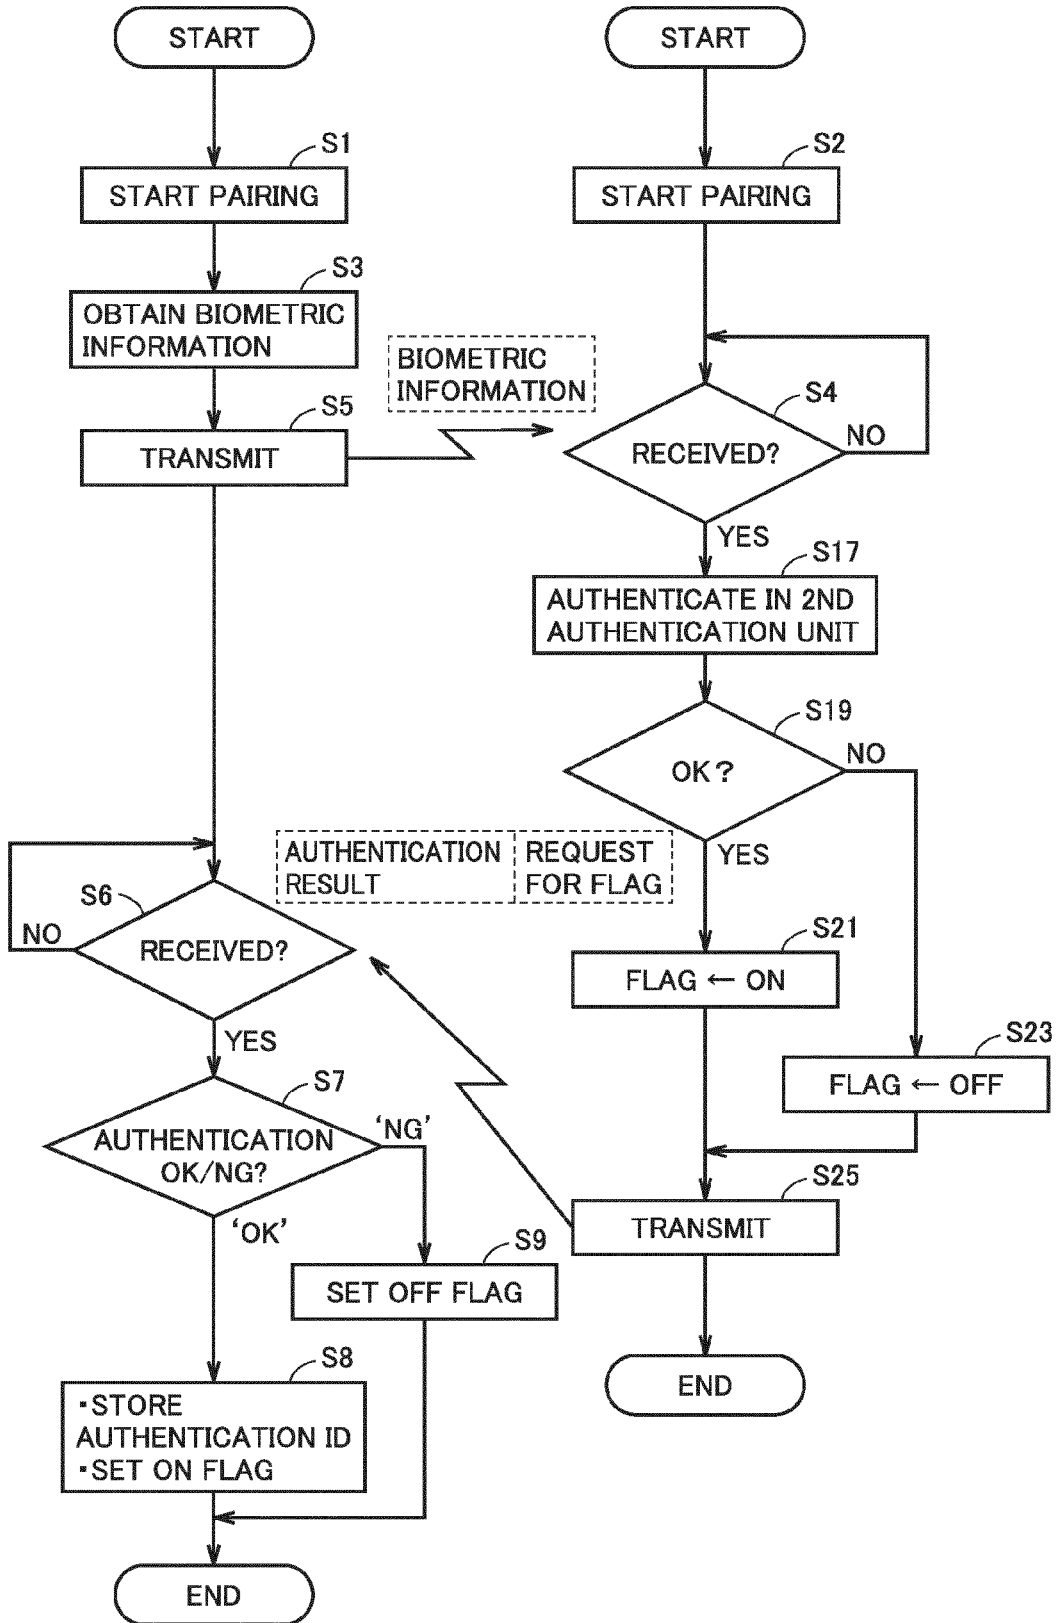 START
S1
START PAIRING
S3
OBTAIN BIOMETRIC
INFORMATION
S5
TRANSMIT
BIOMETRIC
INFORMATION
S6
RECEIVED?
NO
YES
S7
AUTHENTICATION
OK/NG?
'NG'
'OK'
S9
SET OFF FLAG
S8
・STORE
AUTHENTICATION ID
・SET ON FLAG
END
START
S2
START PAIRING
S4
RECEIVED?
NO
YES
S17
AUTHENTICATE IN 2ND
AUTHENTICATION UNIT
S19
OK?
NO
YES
S21
FLAG ← ON
S23
FLAG ← OFF
S25
TRANSMIT
AUTHENTICATION
RESULT
REQUEST
FOR FLAG
END